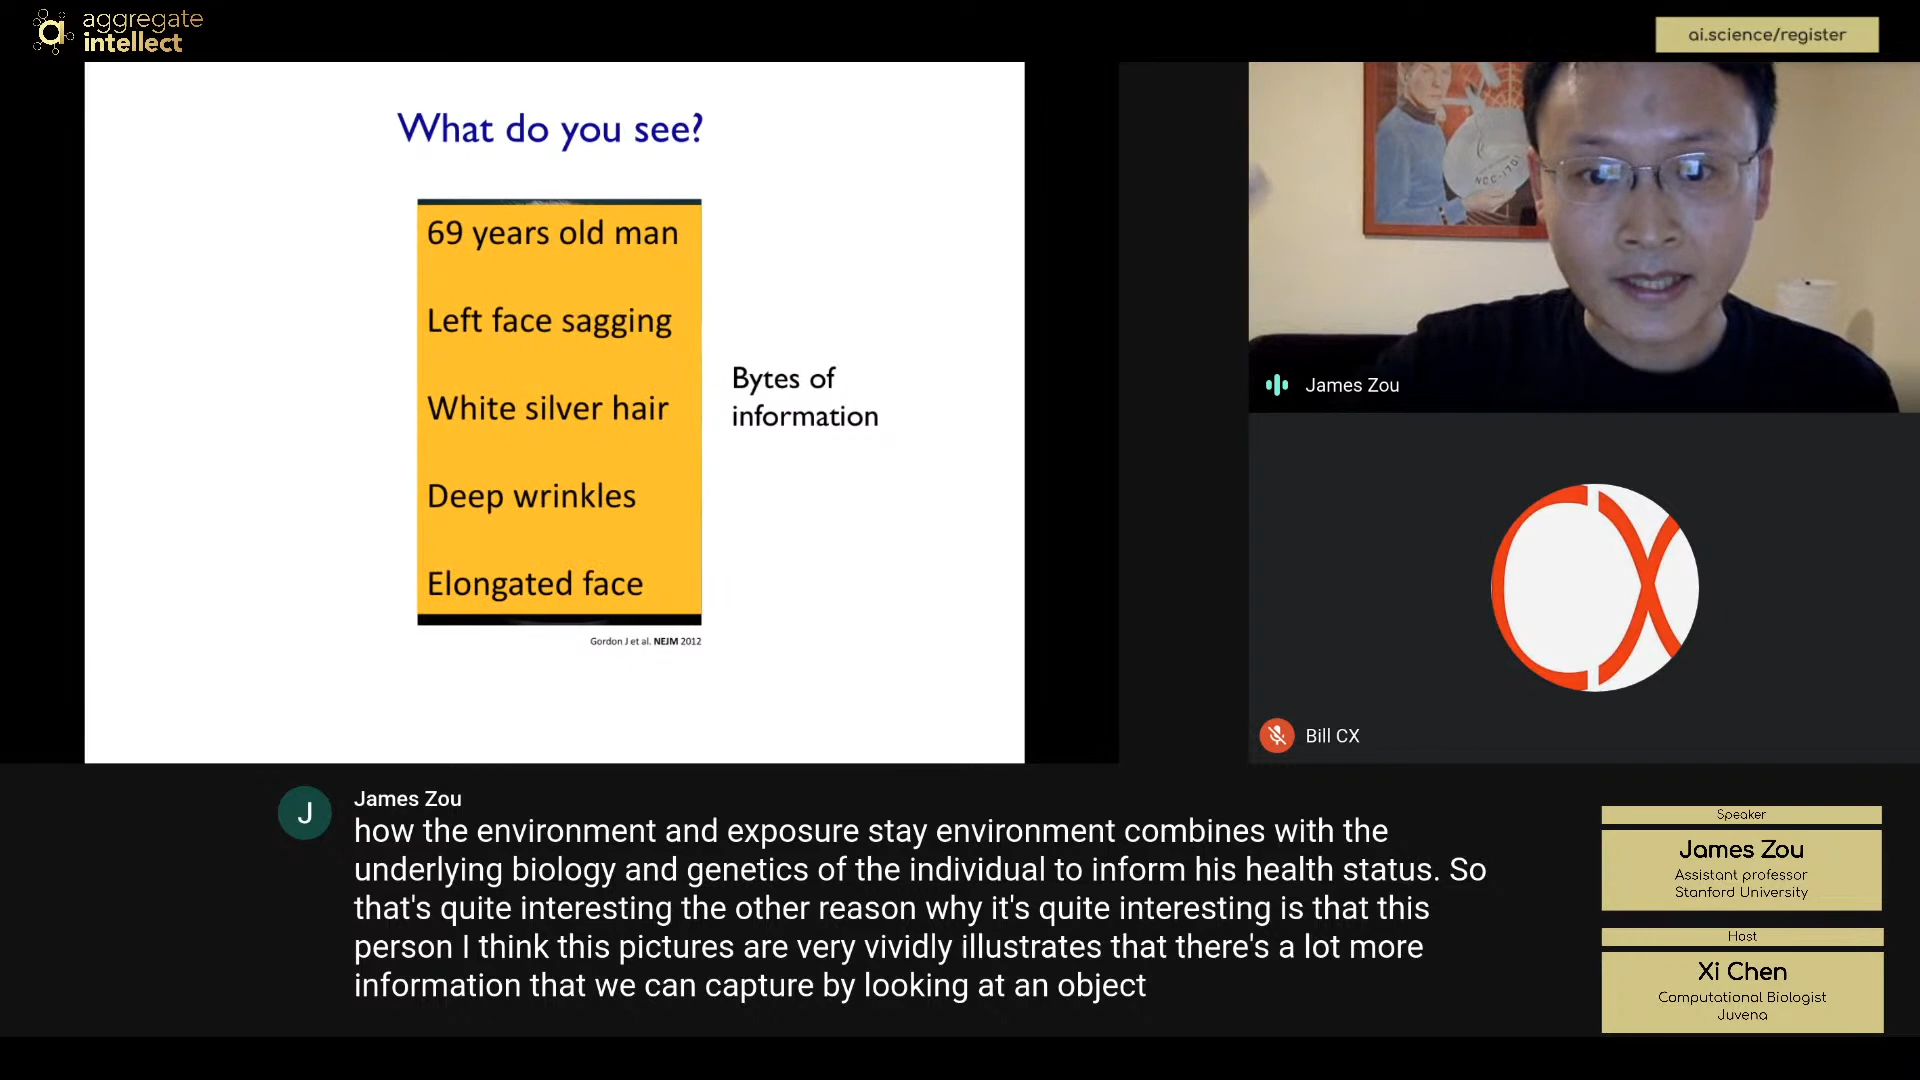 aggregate
intellect
ai.science/register
What do you see?
69 years old man
Left face sagging
White silver hair
Deep wrinkles
Elongated face
Bytes of
information
Gordon J et al. NEJM 2012
NCC-1701
James Zou
Bill CX
J
James Zou
how the environment and exposure stay environment combines with the
underlying biology and genetics of the individual to inform his health status. So
that's quite interesting the other reason why it's quite interesting is that this
person I think this pictures are very vividly illustrates that there's a lot more
information that we can capture by looking at an object
Speaker
James Zou
Assistant professor
Stanford University
Host
Xi Chen
Computational Biologist
Juvena